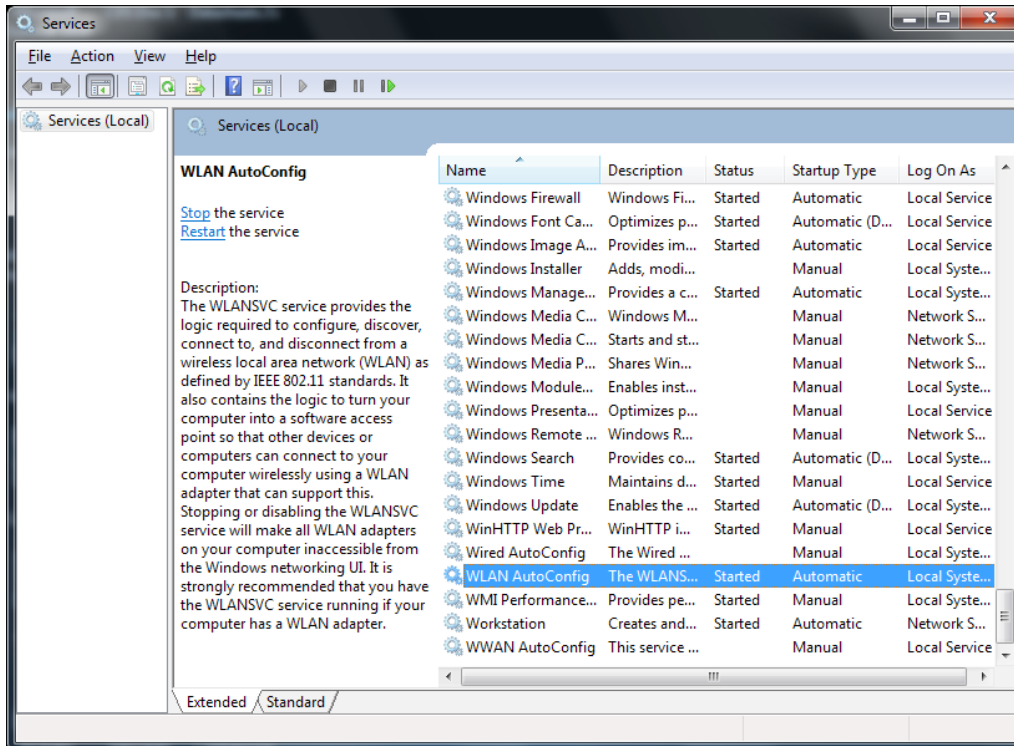 Services
File Action View Help
Services (Local)
Services (Local)
WLAN AutoConfig
Stop the service
Restart the service
Description:
The WLANSVC service provides the
logic required to configure, discover,
connect to, and disconnect from a
wireless local area network (WLAN) as
defined by IEEE 802.11 standards. It
also contains the logic to turn your
computer into a software access
point so that other devices or
computers can connect to your
computer wirelessly using a WLAN
adapter that can support this.
Stopping or disabling the WLANSVC
service will make all WLAN adapters
on your computer inaccessible from
the Windows networking UI. It is
strongly recommended that you have
the WLANSVC service running if your
computer has a WLAN adapter.
Name Description Status Startup Type Log On As
Windows Firewall Windows Fi... Started Automatic Local Service
Windows Font Ca... Optimizes p... Started Automatic (D... Local Service
Windows Image A... Provides im... Started Automatic Local Service
Windows Installer Adds, modi... Manual Local Syste...
Windows Manage... Provides a c... Started Automatic Local Syste...
Windows Media C... Windows M... Manual Network S...
Windows Media C... Starts and st... Manual Network S...
Windows Media P... Shares Win... Manual Network S...
Windows Module... Enables inst... Manual Local Syste...
Windows Presenta... Optimizes p... Manual Local Service
Windows Remote ... Windows R... Manual Network S...
Windows Search Provides co... Started Automatic (D... Local Syste...
Windows Time Maintains d... Started Manual Local Service
Windows Update Enables the ... Started Automatic (D... Local Syste...
WinHTTP Web Pr... WinHTTP i... Started Manual Local Service
Wired AutoConfig The Wired ... Manual Local Syste...
WLAN AutoConfig The WLANS... Started Automatic Local Syste...
WMI Performance... Provides pe... Started Manual Local Syste...
Workstation Creates and... Started Automatic Network S...
WWAN AutoConfig This service ... Manual Local Service
Extended Standard